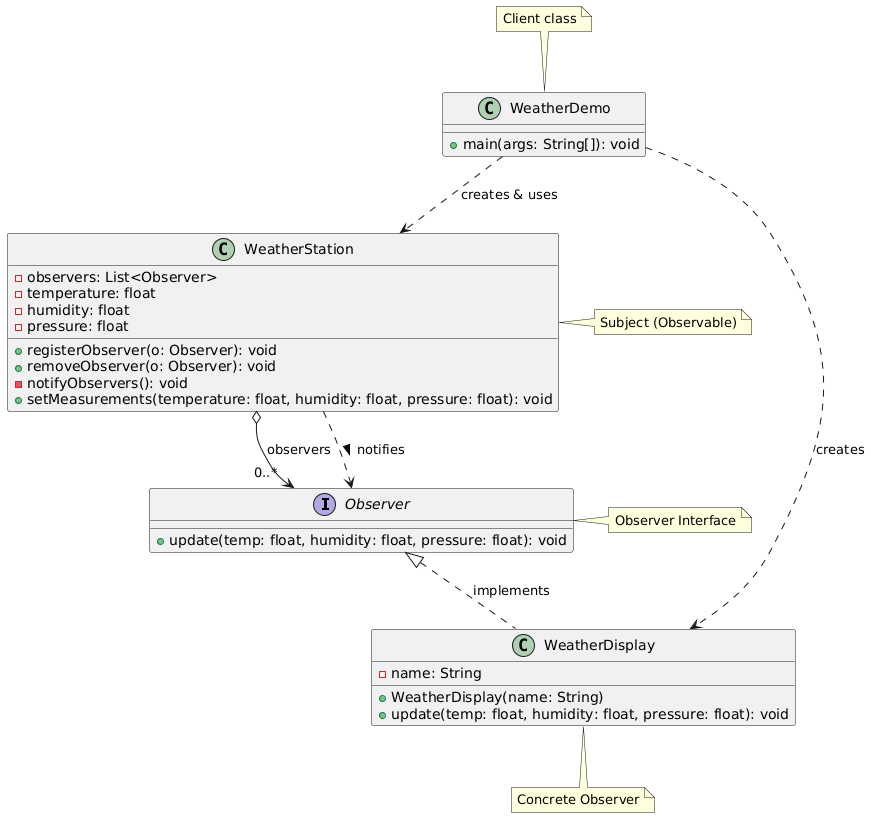 Client class
C WeatherDemo
main(args: String[]): void
creates & uses
C WeatherStation
observers: List<Observer>
temperature: float
humidity: float
pressure: float
registerObserver(o: Observer): void
removeObserver(o: Observer): void
notifyObservers(): void
setMeasurements(temperature: float, humidity: float, pressure: float): void
Subject (Observable)
observers
notifies
creates
0..*
I Observer
update(temp: float, humidity: float, pressure: float): void
Observer Interface
implements
C WeatherDisplay
name: String
WeatherDisplay(name: String)
update(temp: float, humidity: float, pressure: float): void
Concrete Observer